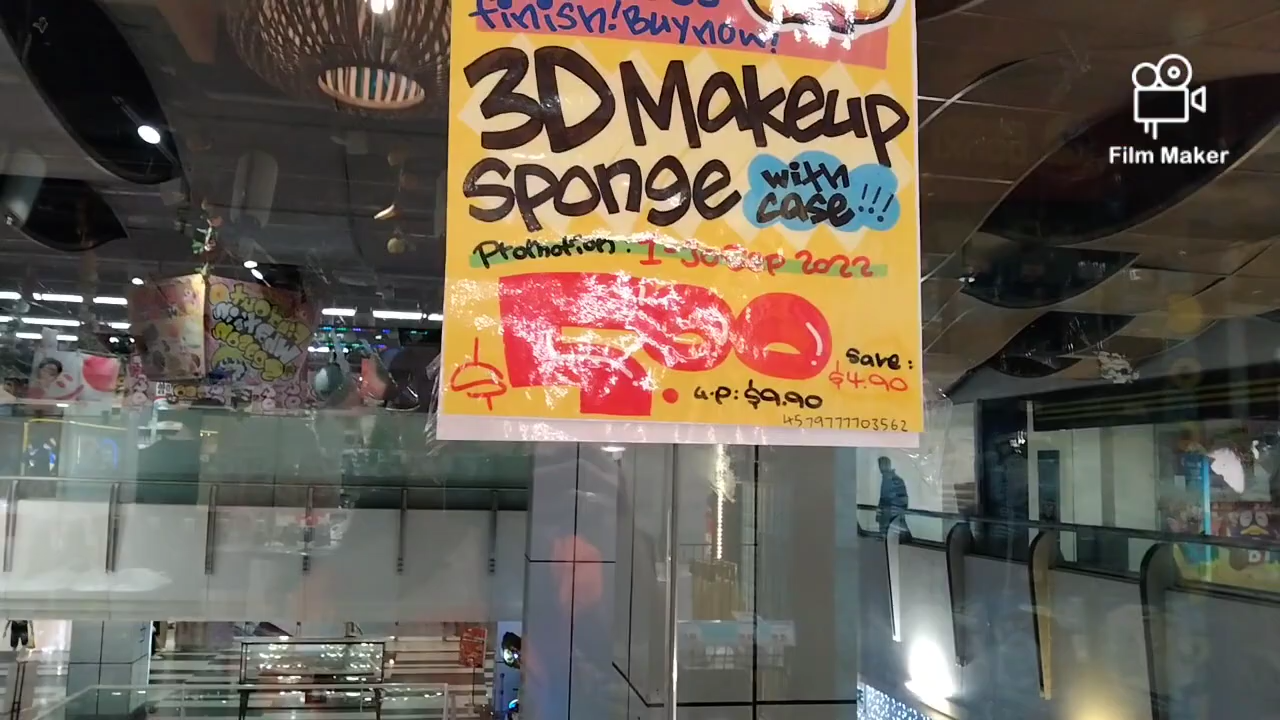 finish! Buy now!
3D Makeup
Sponge
with
case!!!
Promotion: 1-30 Sep 2022
Save:
$4.90
u.p: $9.90
4579777703562
Film Maker